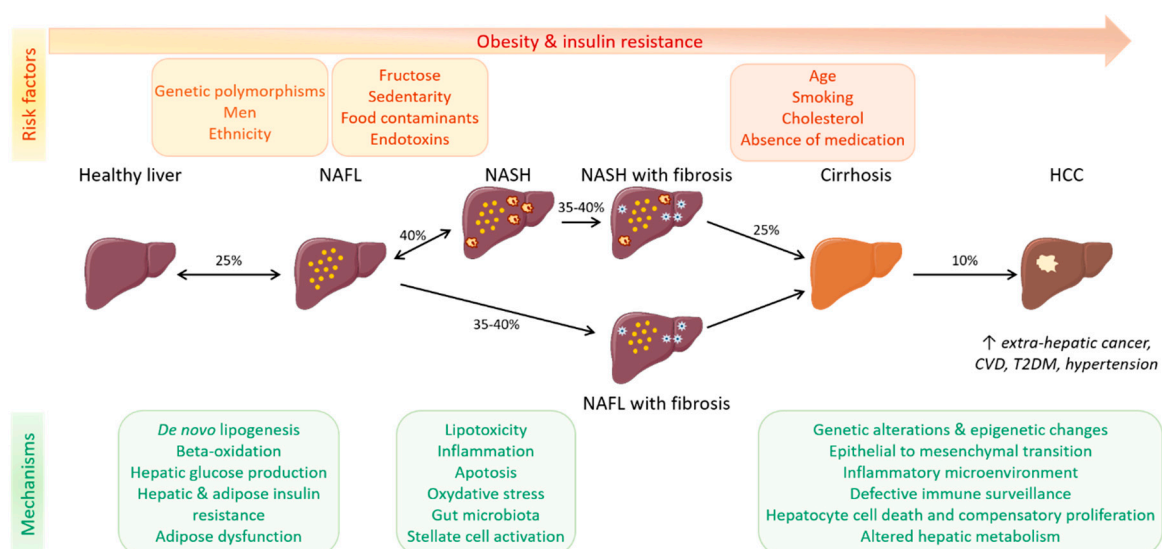 Risk factors
Obesity & insulin resistance
Genetic polymorphisms
Men
Ethnicity
Fructose
Sedentarity
Food contaminants
Endotoxins
Age
Smoking
Cholesterol
Absence of medication
Healthy liver
NAFL
NASH
NASH with fibrosis
Cirrhosis
HCC
25%
40%
35-40%
25%
10%
35-40%
NAFL with fibrosis
↑ extra-hepatic cancer,
CVD, T2DM, hypertension
Mechanisms
De novo lipogenesis
Beta-oxidation
Hepatic glucose production
Hepatic & adipose insulin
resistance
Adipose dysfunction
Lipotoxicity
Inflammation
Apotosis
Oxydative stress
Gut microbiota
Stellate cell activation
Genetic alterations & epigenetic changes
Epithelial to mesenchymal transition
Inflammatory microenvironment
Defective immune surveillance
Hepatocyte cell death and compensatory proliferation
Altered hepatic metabolism